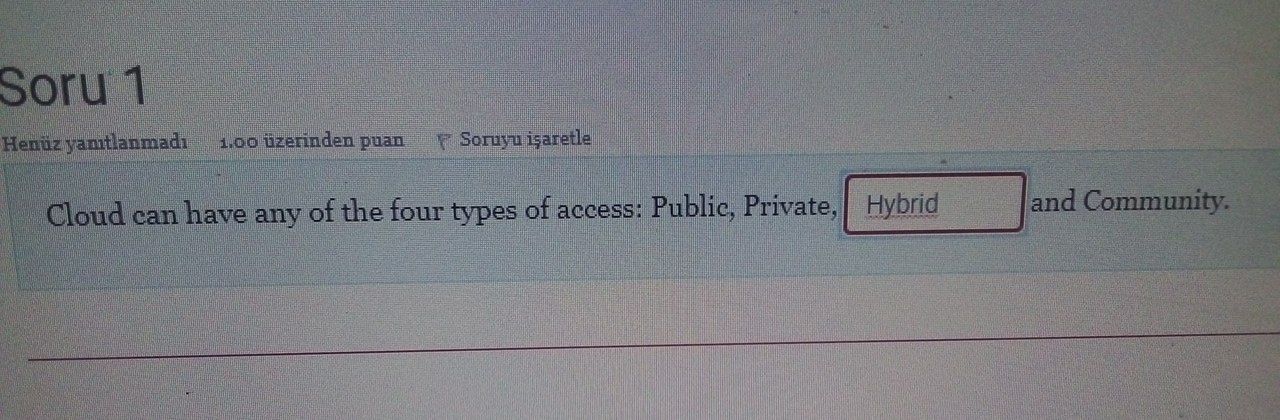 Soru 1
Henüz yanıtlanmadı 1.00 üzerinden puan Soruyu işaretle
Cloud can have any of the four types of access: Public, Private, Hybrid and Community.